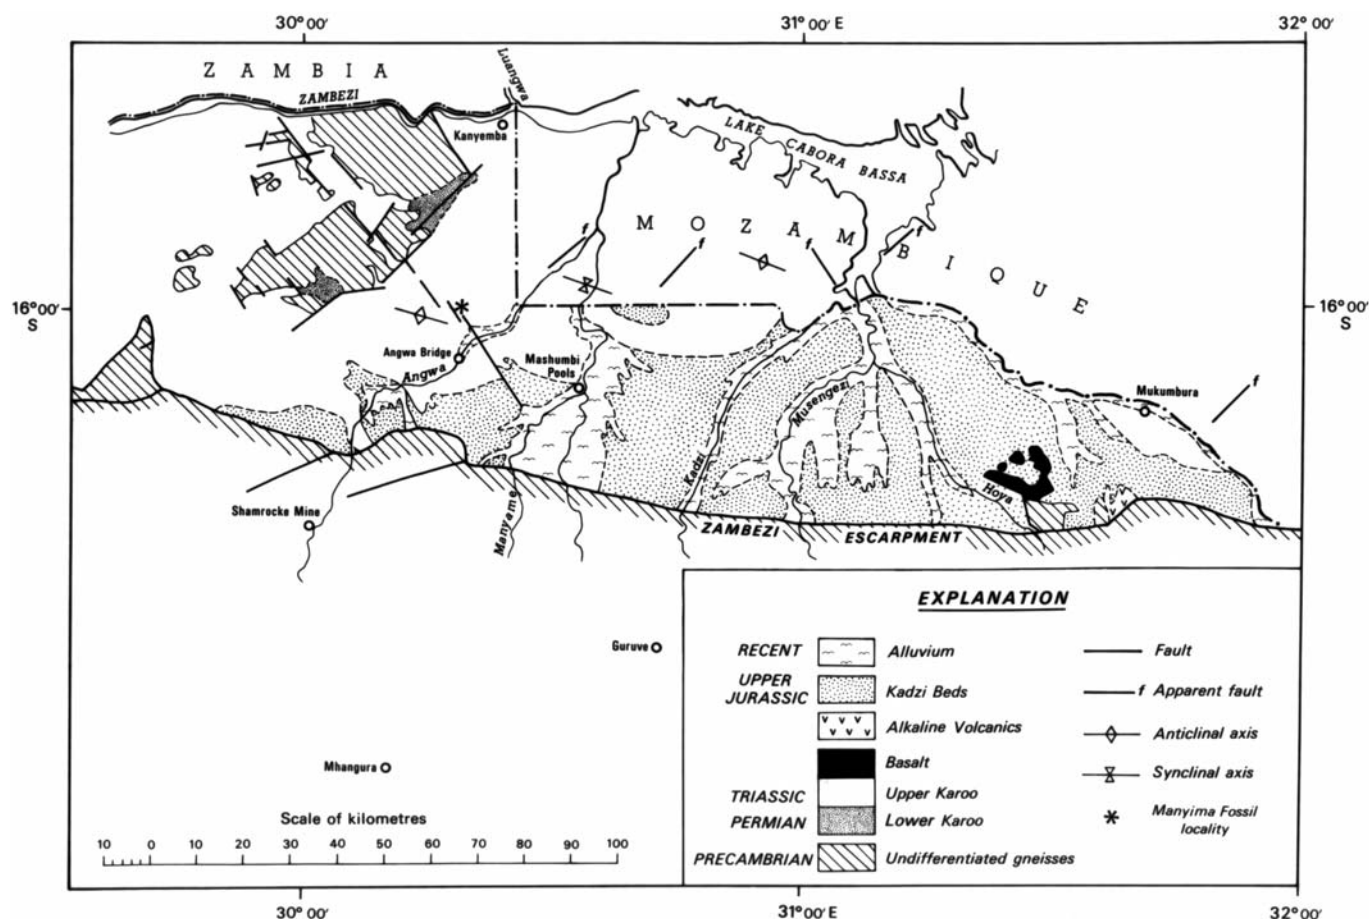 30° 00'
31° 00' E
32° 00'
ZAMBIA
ZAMBEZI
Luangwa
Kanyemba
LAKE CABORA BASSA
MOZAMBIQUE
f
f
f
f
16° 00'
S
16° 00'
S
Angwa Bridge
Angwa
Mashumbi
Pools
Musengezi
Mukumbura
f
Kadzi
Hoya
Shamrocke Mine
Manyame
ZAMBEZI ESCARPMENT
Guruve
Mhangura
Scale of kilometres
10 0 10 20 30 40 50 60 70 80 90 100
EXPLANATION
RECENT Alluvium
UPPER
JURASSIC Kadzi Beds
Alkaline Volcanics
Basalt
TRIASSIC Upper Karoo
PERMIAN Lower Karoo
PRECAMBRIAN Undifferentiated gneisses
Fault
f Apparent fault
Anticlinal axis
Synclinal axis
Manyima Fossil
locality
30° 00'
31° 00' E
32° 00'